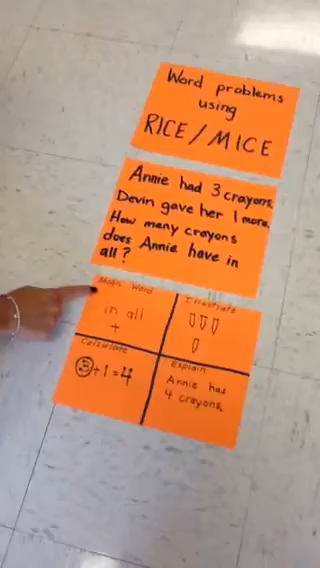 Word problems
using
RICE/MICE
Annie had 3 crayons.
Devin gave her 1 more.
How many crayons
does Annie have in
all?
Magic Word
in all
+
Illustrate
Calculate
3+1=4
Explain
Annie has
4 crayons.